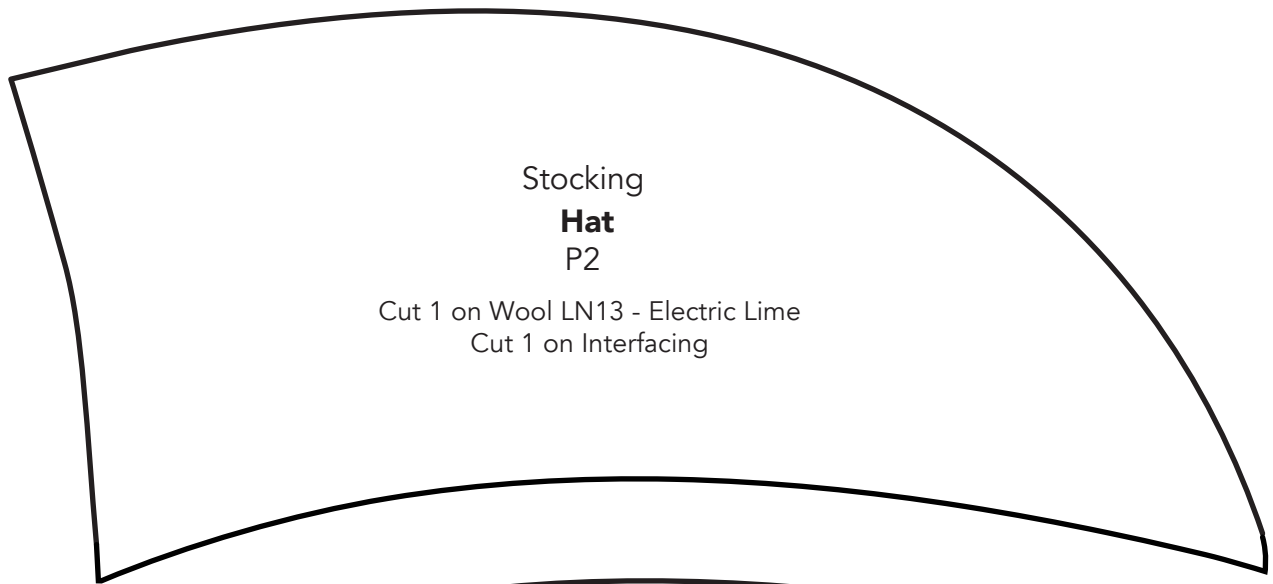 Stocking
Hat
P2
Cut 1 on Wool LN13 - Electric Lime
Cut 1 on Interfacing